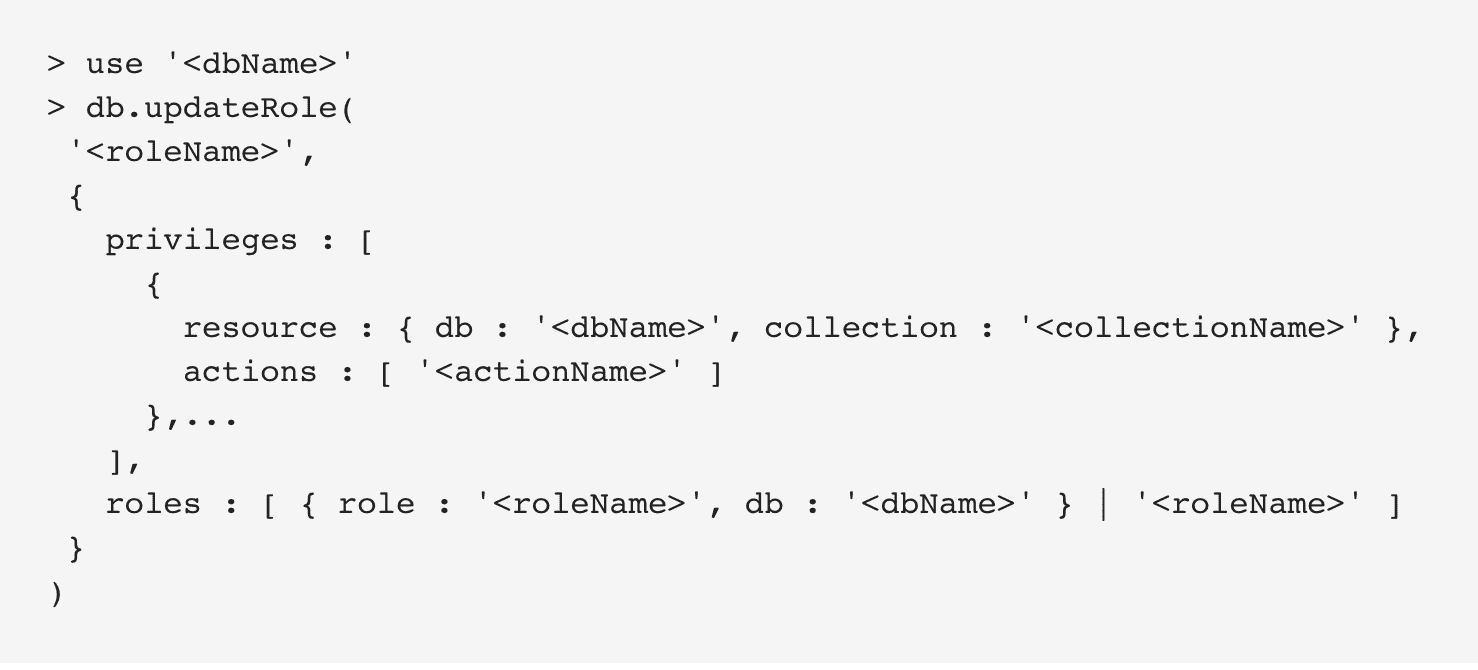 > use '<dbName>'
> db.updateRole(
'<roleName>',
{
privileges : [
{
resource : { db : '<dbName>', collection : '<collectionName>' },
actions : [ '<actionName>' ]
},...
],
roles : [ { role : '<roleName>', db : '<dbName>' } | '<roleName>' ]
}
)